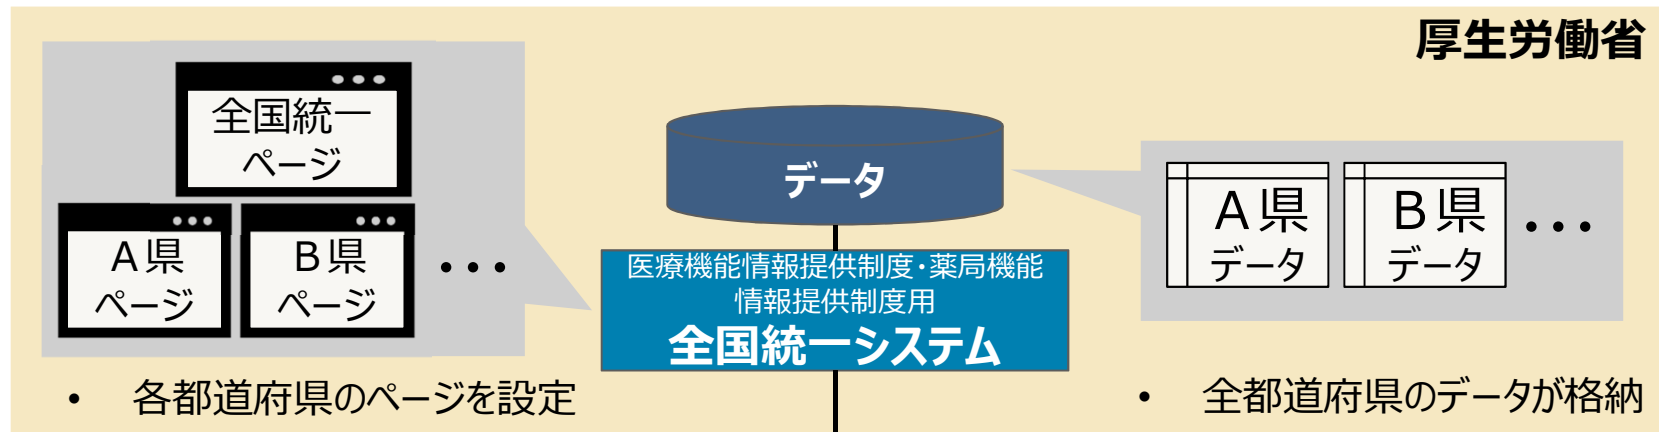 厚生労働省
全国統一
ページ
A県
ページ
B県
ページ
・・・
データ
医療機能情報提供制度・薬局機能
情報提供制度用
全国統一システム
A県
データ
B県
データ
・・・
• 各都道府県のページを設定
• 全都道府県のデータが格納